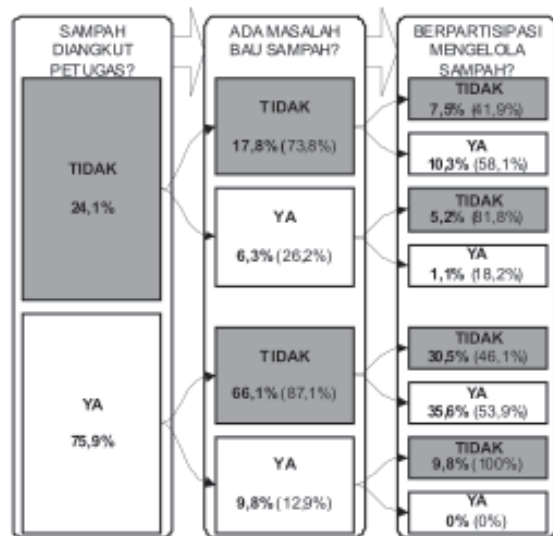 SAMPAH
DIANGKUT
PETUGAS?
ADA MASALAH
BAU SAMPAH?
BERPARTISIPASI
MENGELOLA
SAMPAH?
TIDAK
24,1%
TIDAK
17,8% (73,8%)
TIDAK
7,5% (41,9%)
YA
10,3% (58,1%)
YA
6,3% (26,2%)
TIDAK
5,2% (81,8%)
YA
1,1% (18,2%)
YA
75,9%
TIDAK
66,1% (87,1%)
TIDAK
30,5% (46,1%)
YA
35,6% (53,9%)
YA
9,8% (12,9%)
TIDAK
9,8% (100%)
YA
0% (0%)